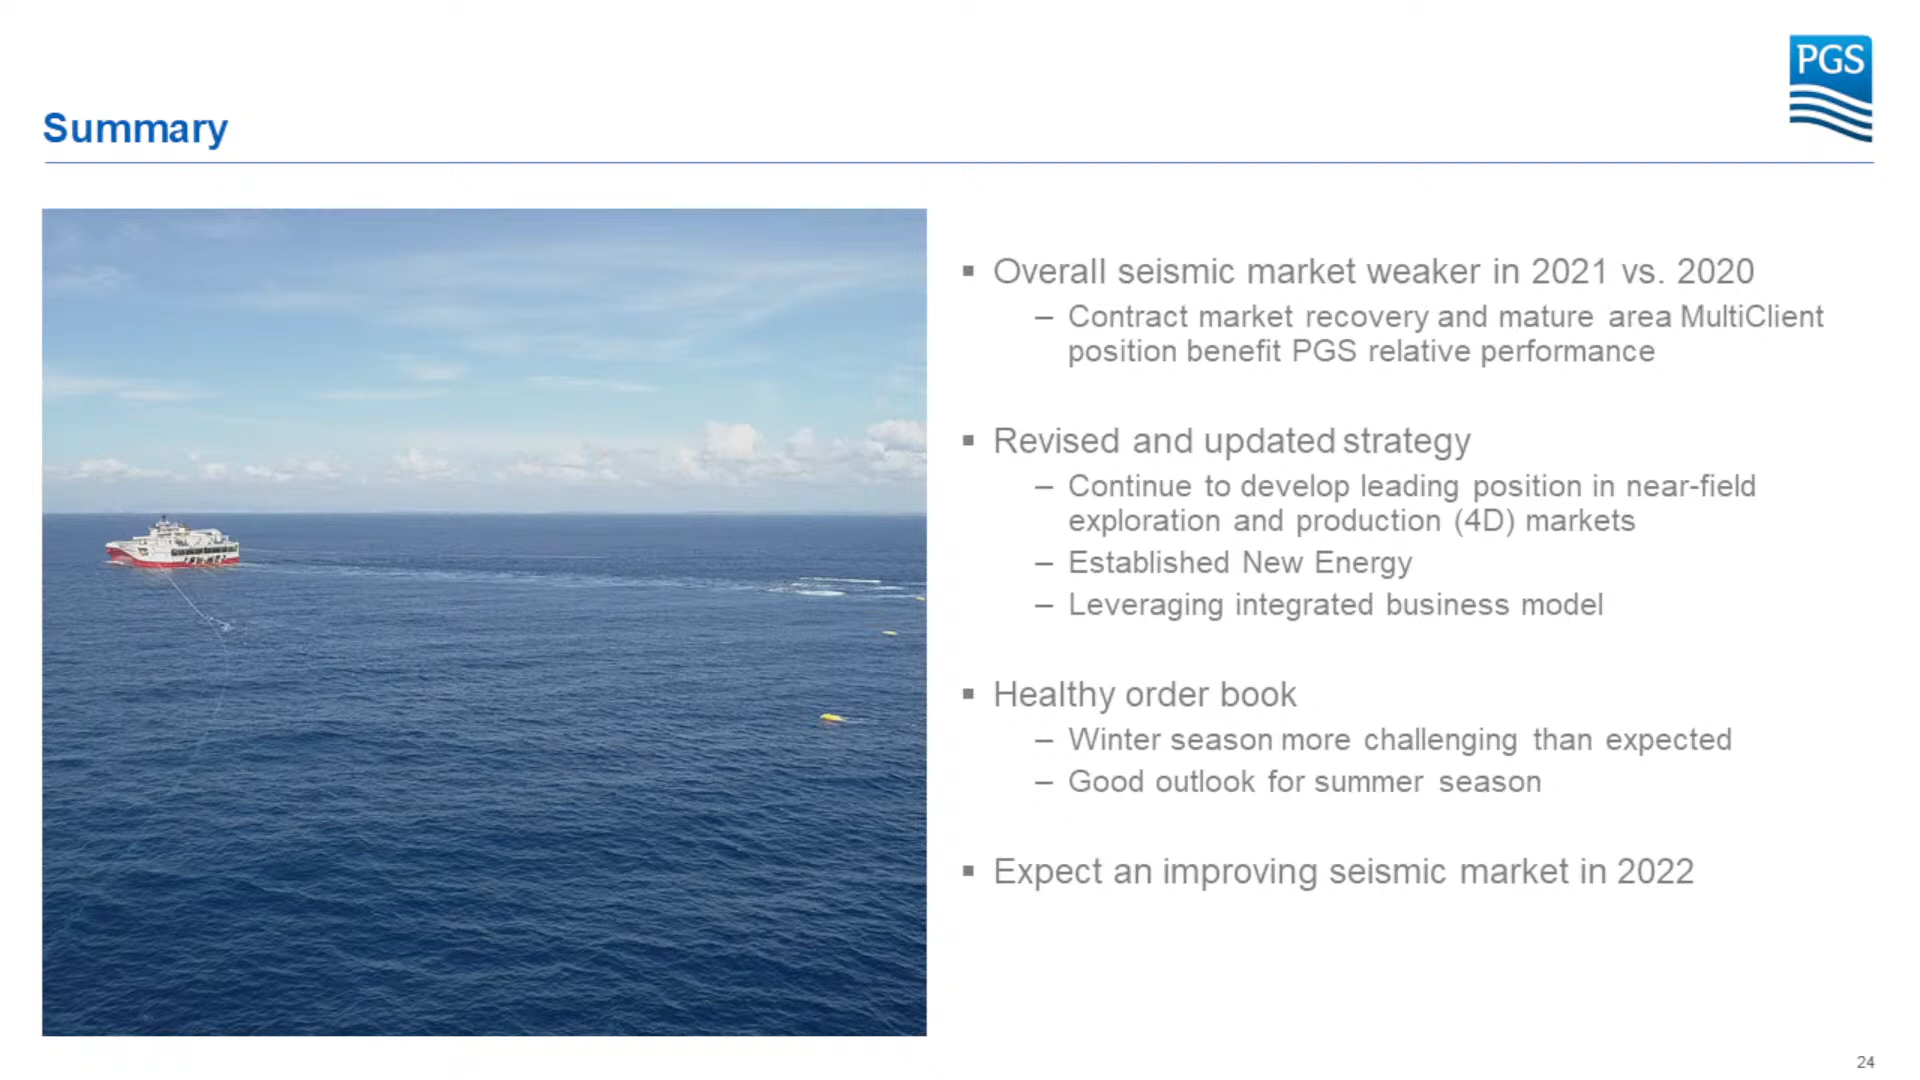 PGS
Summary
▪ Overall seismic market weaker in 2021 vs. 2020
– Contract market recovery and mature area MultiClient
position benefit PGS relative performance
▪ Revised and updated strategy
– Continue to develop leading position in near-field
exploration and production (4D) markets
– Established New Energy
– Leveraging integrated business model
▪ Healthy order book
– Winter season more challenging than expected
– Good outlook for summer season
▪ Expect an improving seismic market in 2022
24